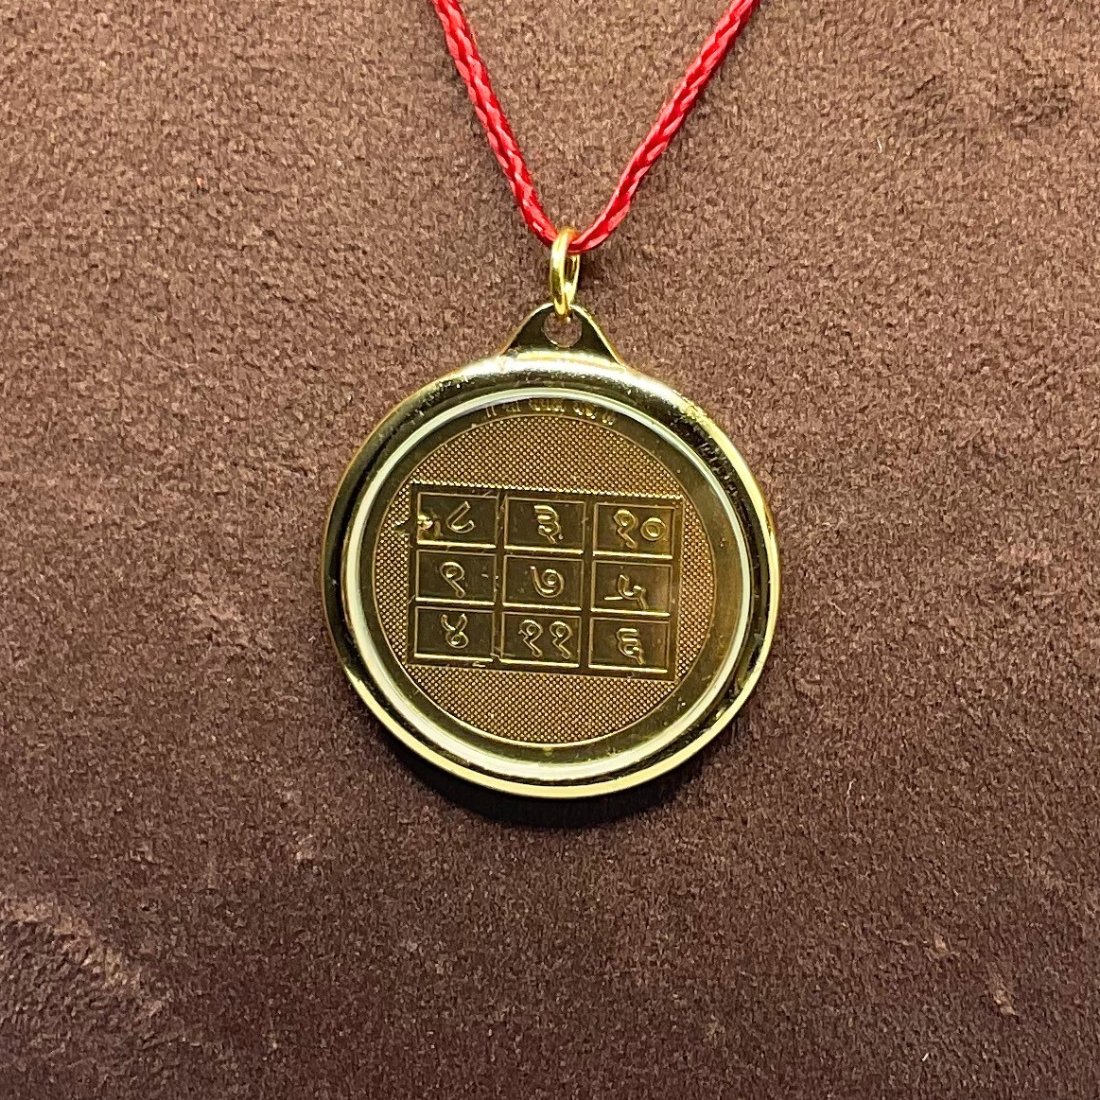 ८ ३ १०
९ ७ ५
४ ११ ६